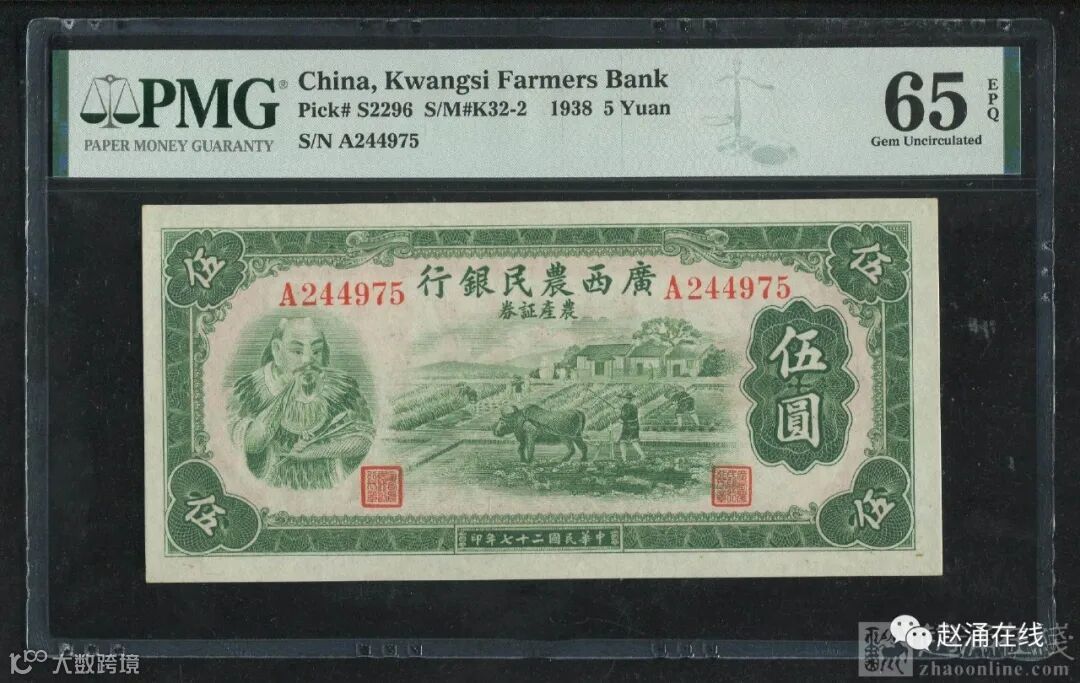 PMG®
PAPER MONEY GUARANTY
China, Kwangsi Farmers Bank
Pick# S2296 S/M#K32-2 1938 5 Yuan
S/N A244975
65
EPQ
Gem Uncirculated
伍
伍
A244975
行銀民農西廣
A244975
券証產農
伍圓
伍
伍
印年七十二國民華中
赵涌在线
大数跨境
zhaoonline.com